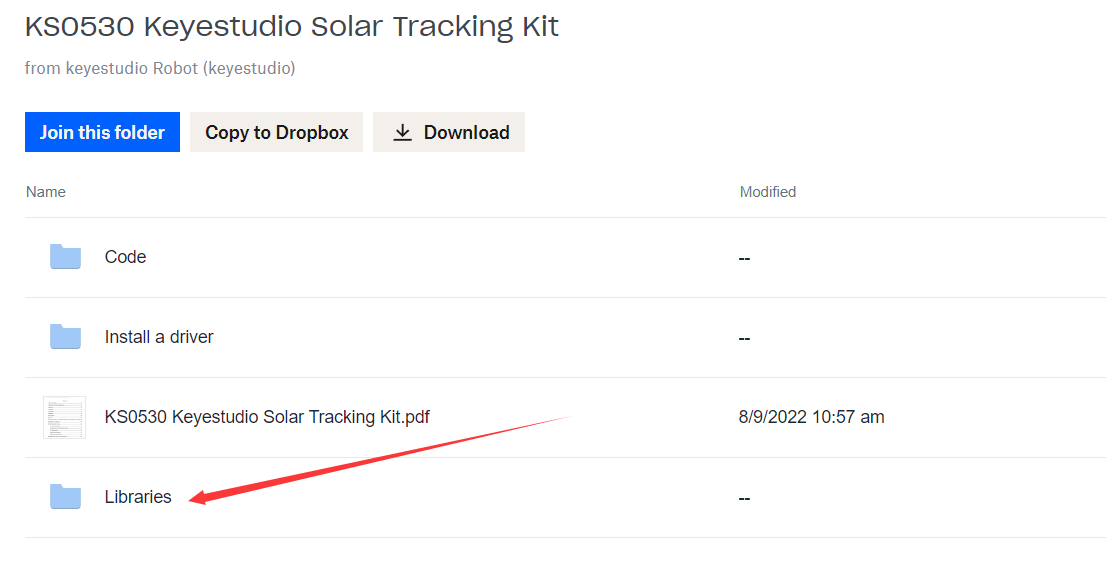 KS0530 Keyestudio Solar Tracking Kit
from keyestudio Robot (keyestudio)
Join this folder Copy to Dropbox Download
Name Modified
Code --
Install a driver --
KS0530 Keyestudio Solar Tracking Kit.pdf 8/9/2022 10:57 am
Libraries --